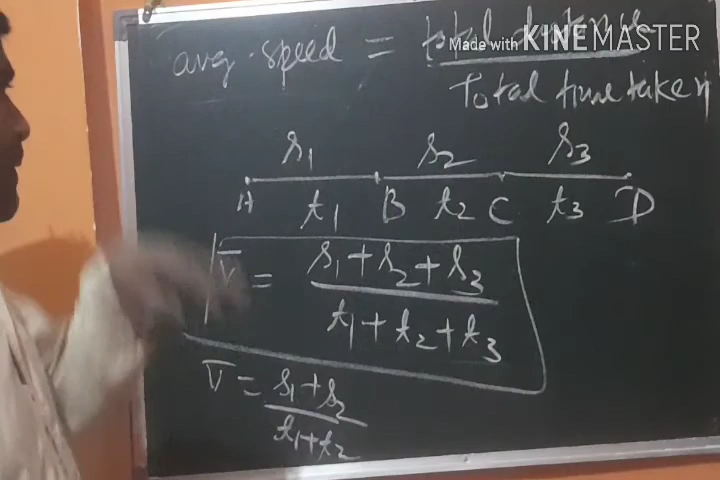 avg. speed = total distance
Made with KINEMASTER
Total time taken
s1 s2 s3
A t1 B t2 C t3 D
V̅ = s1+s2+s3
t1+t2+t3
V̅ = s1+s2
t1+t2